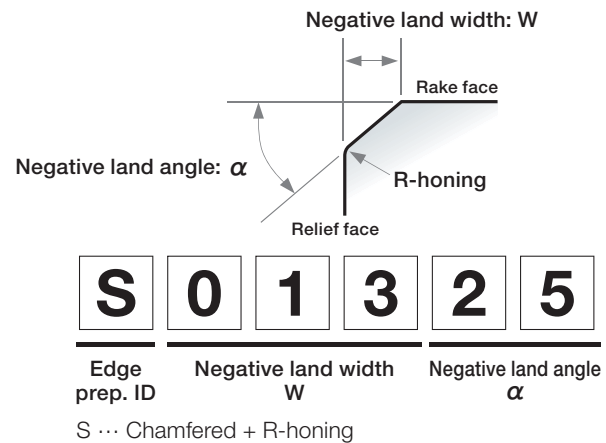 Negative land width: W
Rake face
Negative land angle: α
R-honing
Relief face
S 0 1 3 2 5
Edge prep. ID
Negative land width W
Negative land angle α
S ··· Chamfered + R-honing